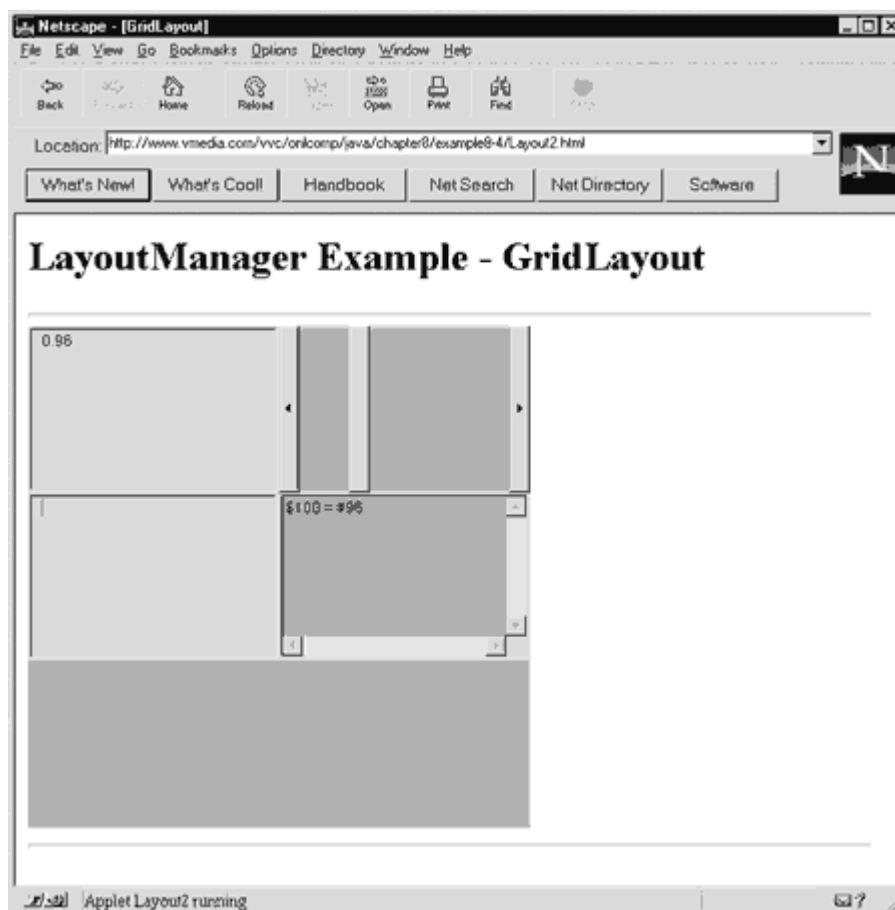 Netscape - [GridLayout]
File Edit View Go Bookmarks Options Directory Window Help
Back Home Reload Open Print Find
Location: http://www.vmedia.com/vvc/onlcomp/java/chapter8/example8-4/Layout2.html
N
What's New! What's Cool! Handbook Net Search Net Directory Software
LayoutManager Example - GridLayout
0.96
$100 = #96
Applet Layout2 running
?